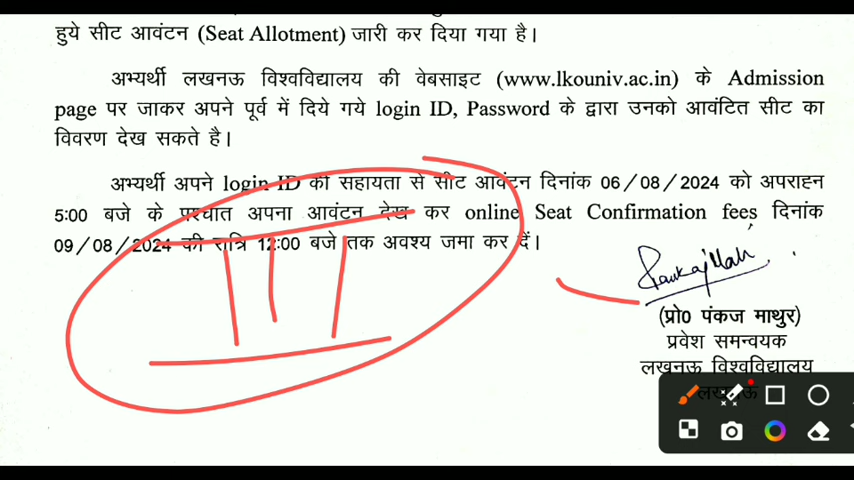 हुये सीट आवंटन (Seat Allotment) जारी कर दिया गया है।
अभ्यर्थी लखनऊ विश्वविद्यालय की वेबसाइट (www.lkouniv.ac.in) के Admission
page पर जाकर अपने पूर्व में दिये गये login ID, Password के द्वारा उनको आवंटित सीट का
विवरण देख सकते है।
अभ्यर्थी अपने login ID की सहायता से सीट आवंटन दिनांक 06/08/2024 को अपराह्न
5:00 बजे के पश्चात अपना आवंटन देख कर online Seat Confirmation fees दिनांक
09/08/2024 की रात्रि 12:00 बजे तक अवश्य जमा कर दें।
III
(प्रो0 पंकज माथुर)
प्रवेश समन्वयक
लखनऊ विश्वविद्यालय
लखनऊ